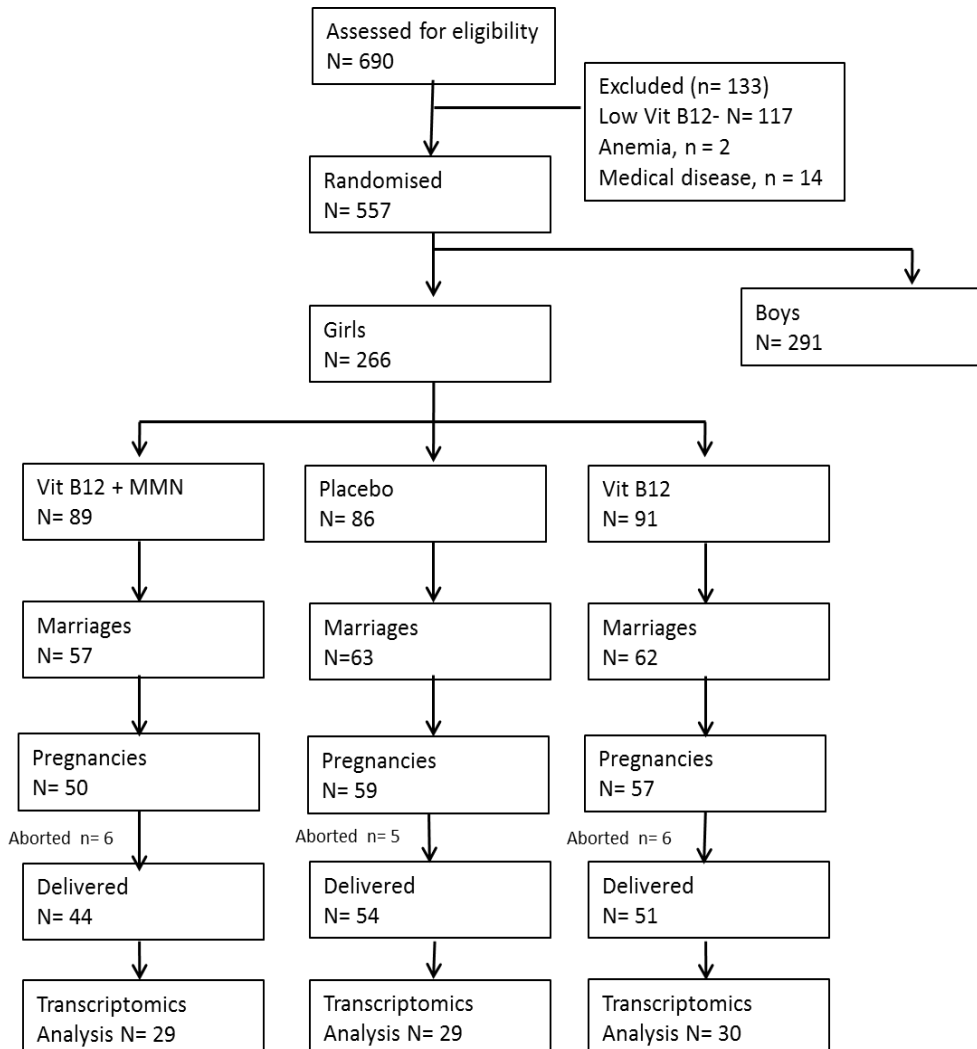 Assessed for eligibility
N= 690
Excluded (n= 133)
Low Vit B12- N= 117
Anemia, n = 2
Medical disease, n = 14
Randomised
N= 557
Girls
N= 266
Boys
N= 291
Vit B12 + MMN
N= 89
Placebo
N= 86
Vit B12
N= 91
Marriages
N= 57
Marriages
N=63
Marriages
N= 62
Pregnancies
N= 50
Pregnancies
N= 59
Pregnancies
N= 57
Aborted n= 6
Aborted n= 5
Aborted n= 6
Delivered
N= 44
Delivered
N= 54
Delivered
N= 51
Transcriptomics
Analysis N= 29
Transcriptomics
Analysis N= 29
Transcriptomics
Analysis N= 30